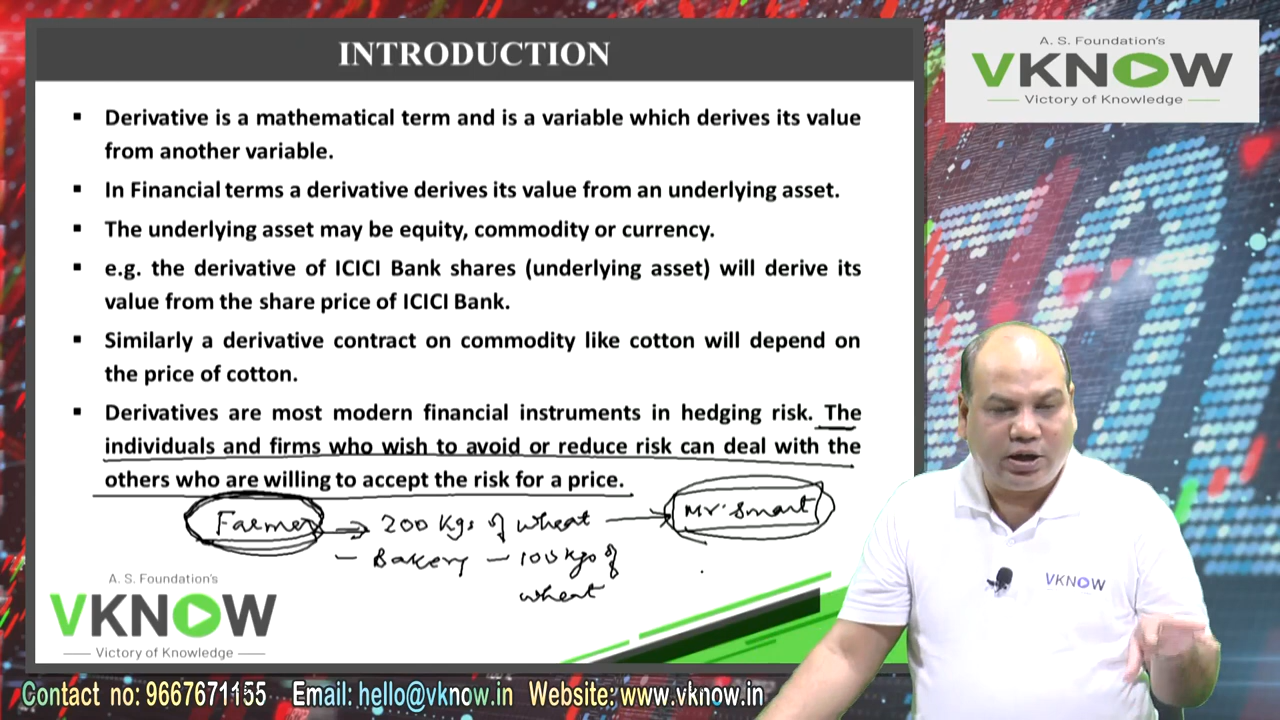 INTRODUCTION
A. S. Foundation's
VKNOW
Victory of Knowledge
▪ Derivative is a mathematical term and is a variable which derives its value
from another variable.
▪ In Financial terms a derivative derives its value from an underlying asset.
▪ The underlying asset may be equity, commodity or currency.
▪ e.g. the derivative of ICICI Bank shares (underlying asset) will derive its
value from the share price of ICICI Bank.
▪ Similarly a derivative contract on commodity like cotton will depend on
the price of cotton.
▪ Derivatives are most modern financial instruments in hedging risk. The
individuals and firms who wish to avoid or reduce risk can deal with the
others who are willing to accept the risk for a price.
Farmer → 200 kgs of wheat → Mr. Smart
- Bakery - 100 kgs of
wheat
A. S. Foundation's
VKNOW
Victory of Knowledge
VKNOW
Contact no: 9667671155 Email: hello@vknow.in Website: www.vknow.in